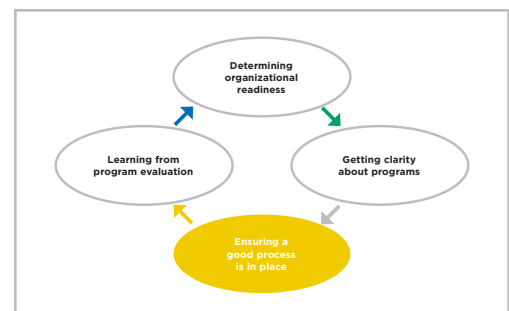 Determining
organizational
readiness
Learning from
program evaluation
Getting clarity
about programs
Ensuring a
good process
is in place